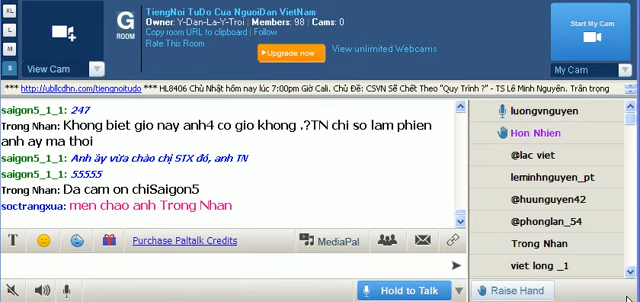 XL
L
M
S
View Cam
G
ROOM
TiengNoi TuDo Cua NguoiDan VietNam
Owner: Y-Dan-La-Y-Troi | Members: 98 | Cams: 0
Copy room URL to clipboard | Follow
Rate This Room
Upgrade now
View unlimited Webcams
Start My Cam
My Cam
*** http://ubllcdhn.com/tiengnoitudo *** HL8406 Chủ Nhật hôm nay lúc 7:00pm Giờ Cali. Chủ Đề: CSVN Sẽ Chết Theo "Quy Trình ?" - TS Lê Minh Nguyên. Trân trọng
saigon5_1_1: 247
Trong Nhan: Khong biet gio nay anh4 co gio khong .?TN chi so lam phien anh ay ma thoi
saigon5_1_1: Anh ấy vừa chào chị STX đó, anh TN
saigon5_1_1: 55555
Trong Nhan: Da cam on chiSaigon5
soctrangxua: men chao anh Trong Nhan
luongvnguyen
Hon Nhien
@lac viet
leminhnguyen_pt
@huunguyen42
@phonglan_54
Trong Nhan
viet long _1
T
Purchase Paltalk Credits
MediaPal
Hold to Talk
Raise Hand